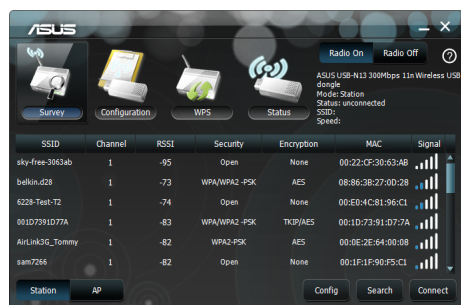 ASUS
Radio On Radio Off
ASUS USB-N13 300Mbps 11n Wireless USB dongle
Mode: Station
Status: unconnected
SSID:
Speed:
Survey Configuration WPS Status
SSID Channel RSSI Security Encryption MAC Signal
sky-free-3063ab 1 -95 Open None 00:22:CF:30:63:AB
belkin.d28 1 -73 WPA/WPA2 -PSK AES 08:86:3B:27:0D:28
6228-Test-T2 1 -74 Open None 00:E0:4C:81:96:C1
001D7391D77A 1 -83 WPA/WPA2 -PSK TKIP/AES 00:1D:73:91:D7:7A
AirLink3G_Tommy 1 -82 WPA2-PSK AES 00:0E:2E:64:00:08
sam7266 1 -82 Open None 00:1F:1F:90:F5:C1
Station AP Config Search Connect